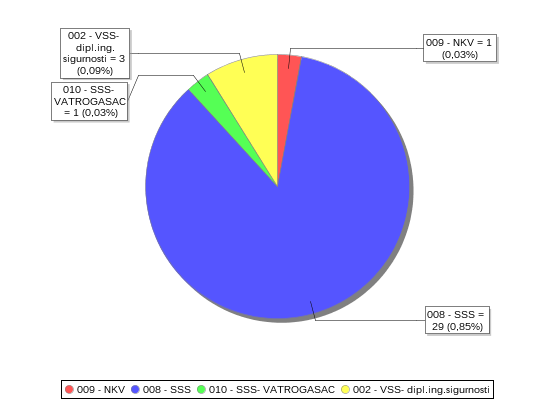 002 - VSS-
dipl.ing.
sigurnosti = 3
(0,09%)
009 - NKV = 1
(0,03%)
010 - SSS-
VATROGASAC
= 1 (0,03%)
008 - SSS =
29 (0,85%)
009 - NKV 008 - SSS 010 - SSS- VATROGASAC 002 - VSS- dipl.ing.sigurnosti